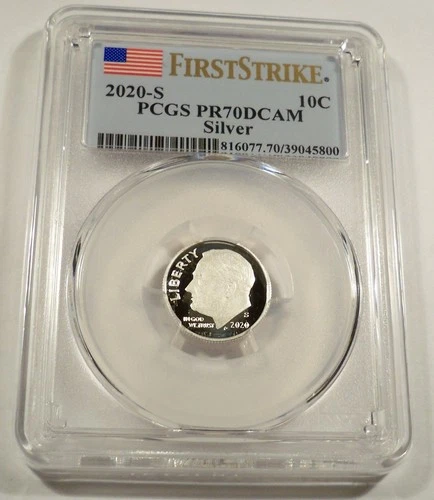 FIRSTSTRIKE®
2020-S 10C
PCGS PR70DCAM
Silver
816077.70/39045800
LIBERTY
IN GOD
WE TRUST
S
2020